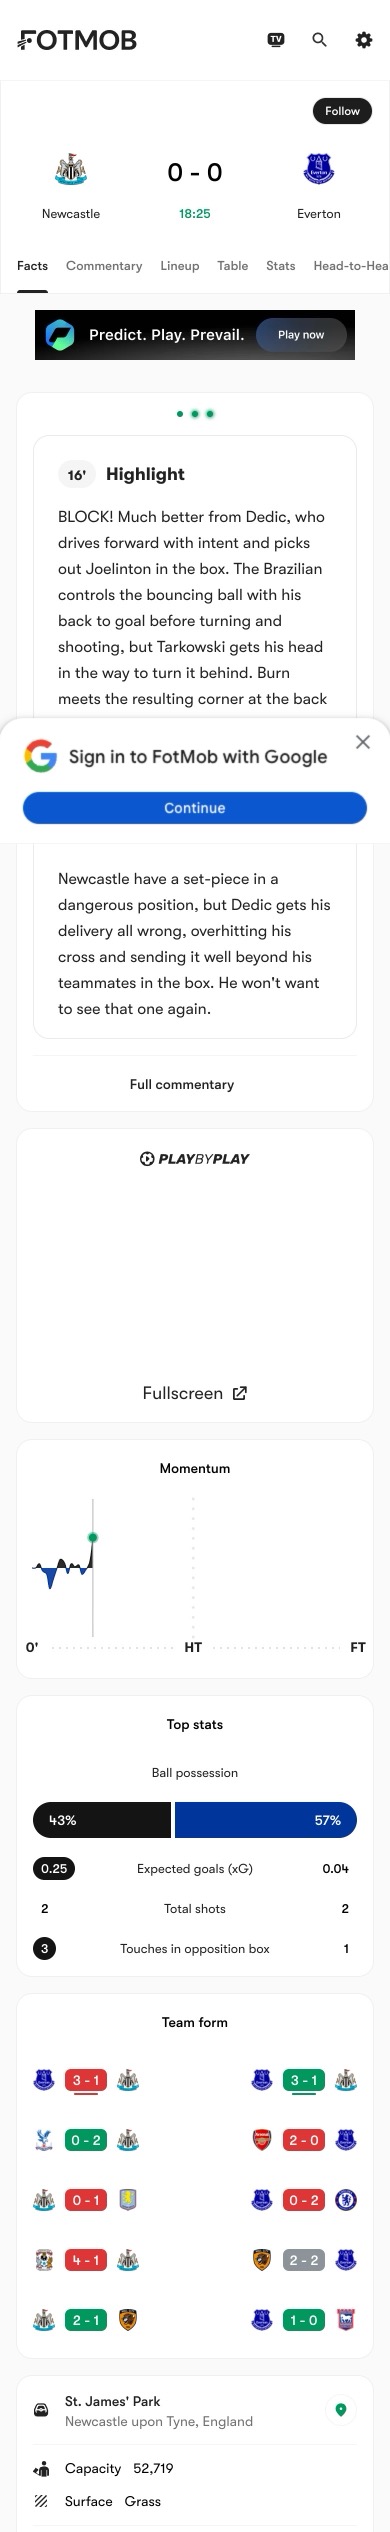 FOTMOB
TV
Follow
0 - 0
Newcastle
18:25
Everton
Facts Commentary Lineup Table Stats Head-to-Hea
Predict. Play. Prevail. Play now
16' Highlight
BLOCK! Much better from Dedic, who
drives forward with intent and picks
out Joelinton in the box. The Brazilian
controls the bouncing ball with his
back to goal before turning and
shooting, but Tarkowski gets his head
in the way to turn it behind. Burn
meets the resulting corner at the back
Sign in to FotMob with Google
Continue
Newcastle have a set-piece in a
dangerous position, but Dedic gets his
delivery all wrong, overhitting his
cross and sending it well beyond his
teammates in the box. He won't want
to see that one again.
Full commentary
PLAYBYPLAY
Fullscreen
Momentum
0' HT FT
Top stats
Ball possession
43% 57%
0.25 Expected goals (xG) 0.04
2 Total shots 2
3 Touches in opposition box 1
Team form
3 - 1 3 - 1
0 - 2 2 - 0
0 - 1 0 - 2
4 - 1 2 - 2
2 - 1 1 - 0
St. James' Park
Newcastle upon Tyne, England
Capacity 52,719
Surface Grass